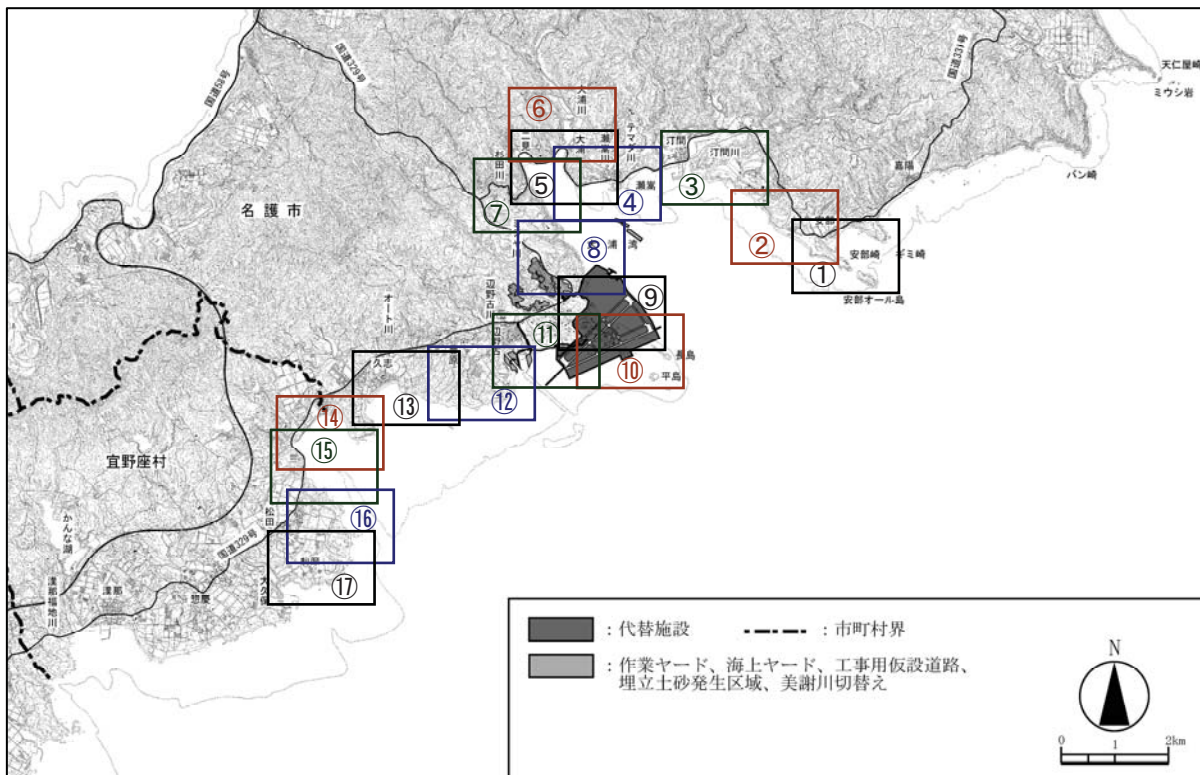 国道58号
国道329号
国道331号
天仁屋崎
ミウシ岩
バン崎
嘉陽
大浦川
⑥
二見
大浦
瀬嵩川
汀間
汀間川
杉田川
⑤
④
瀬嵩
③
⑦
名護市
②
安部
安部崎
ギミ崎
①
安部オール島
⑧
浦湾
辺野古川
⑨
オート川
⑪
長島
⑩
平島
久志
⑬
⑫
⑭
⑮
宜野座村
かんな湖
松田
⑯
国道329号
⑰
漢那福地川
漢那
惣慶
大久保
:代替施設
:市町村界
:作業ヤード、海上ヤード、工事用仮設道路、
埋立土砂発生区域、美謝川切替え
N
0 1 2km